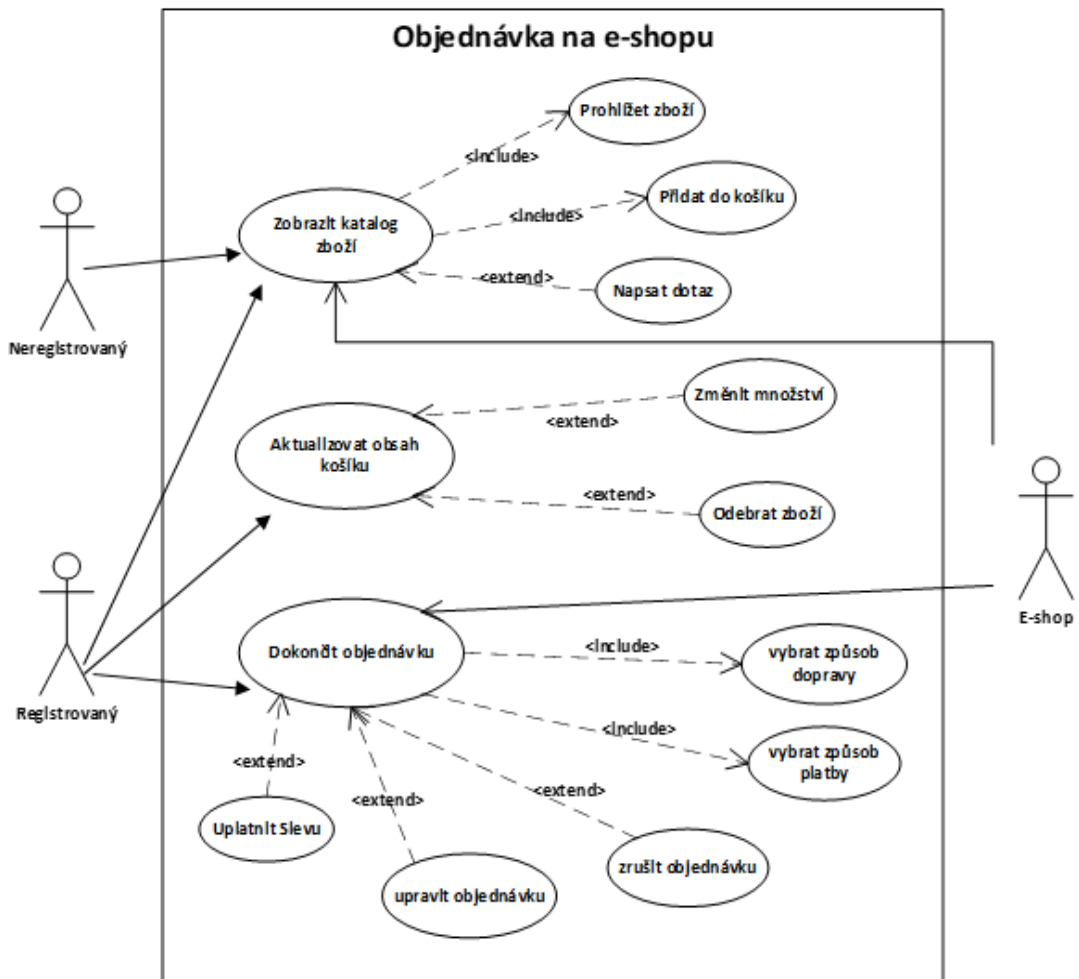 Objednávka na e-shopu
Prohlížet zboží
<Include>
Přidat do košíku
Zobrazit katalog
zboží
<Include>
<extend>
Napsat dotaz
Neregistrovaný
Změnit množství
<extend>
Aktualizovat obsah
košíku
<extend>
Odebrat zboží
E-shop
Dokončit objednávku
<Include>
vybrat způsob
dopravy
Registrovaný
<Include>
vybrat způsob
platby
<extend>
<extend>
<extend>
Uplatnit Slevu
zrušit objednávku
upravit objednávku